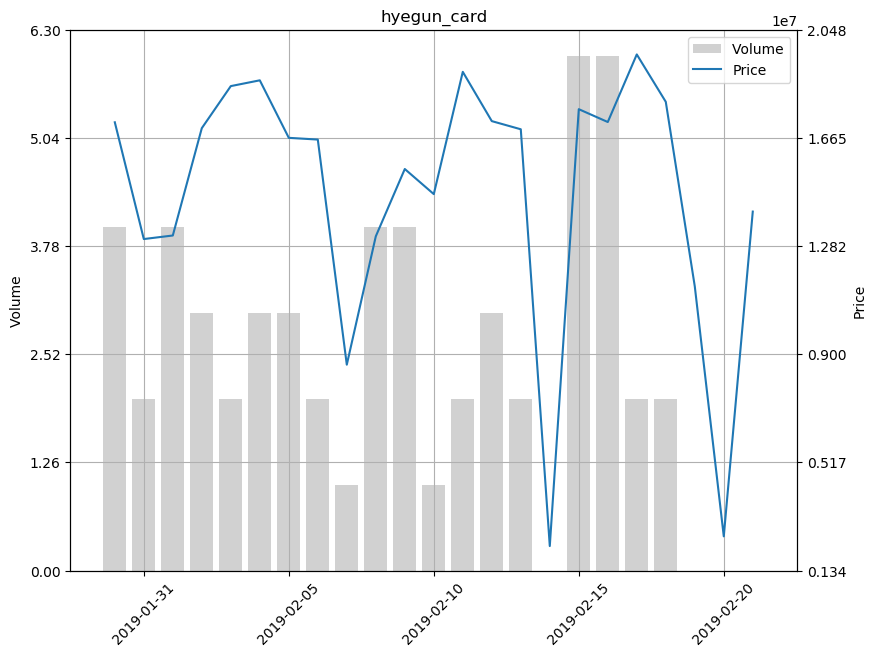 hyegun_card
1e7
6.30
5.04
3.78
2.52
1.26
0.00
Volume
2.048
1.665
1.282
0.900
0.517
0.134
Price
Volume
Price
2019-01-31
2019-02-05
2019-02-10
2019-02-15
2019-02-20